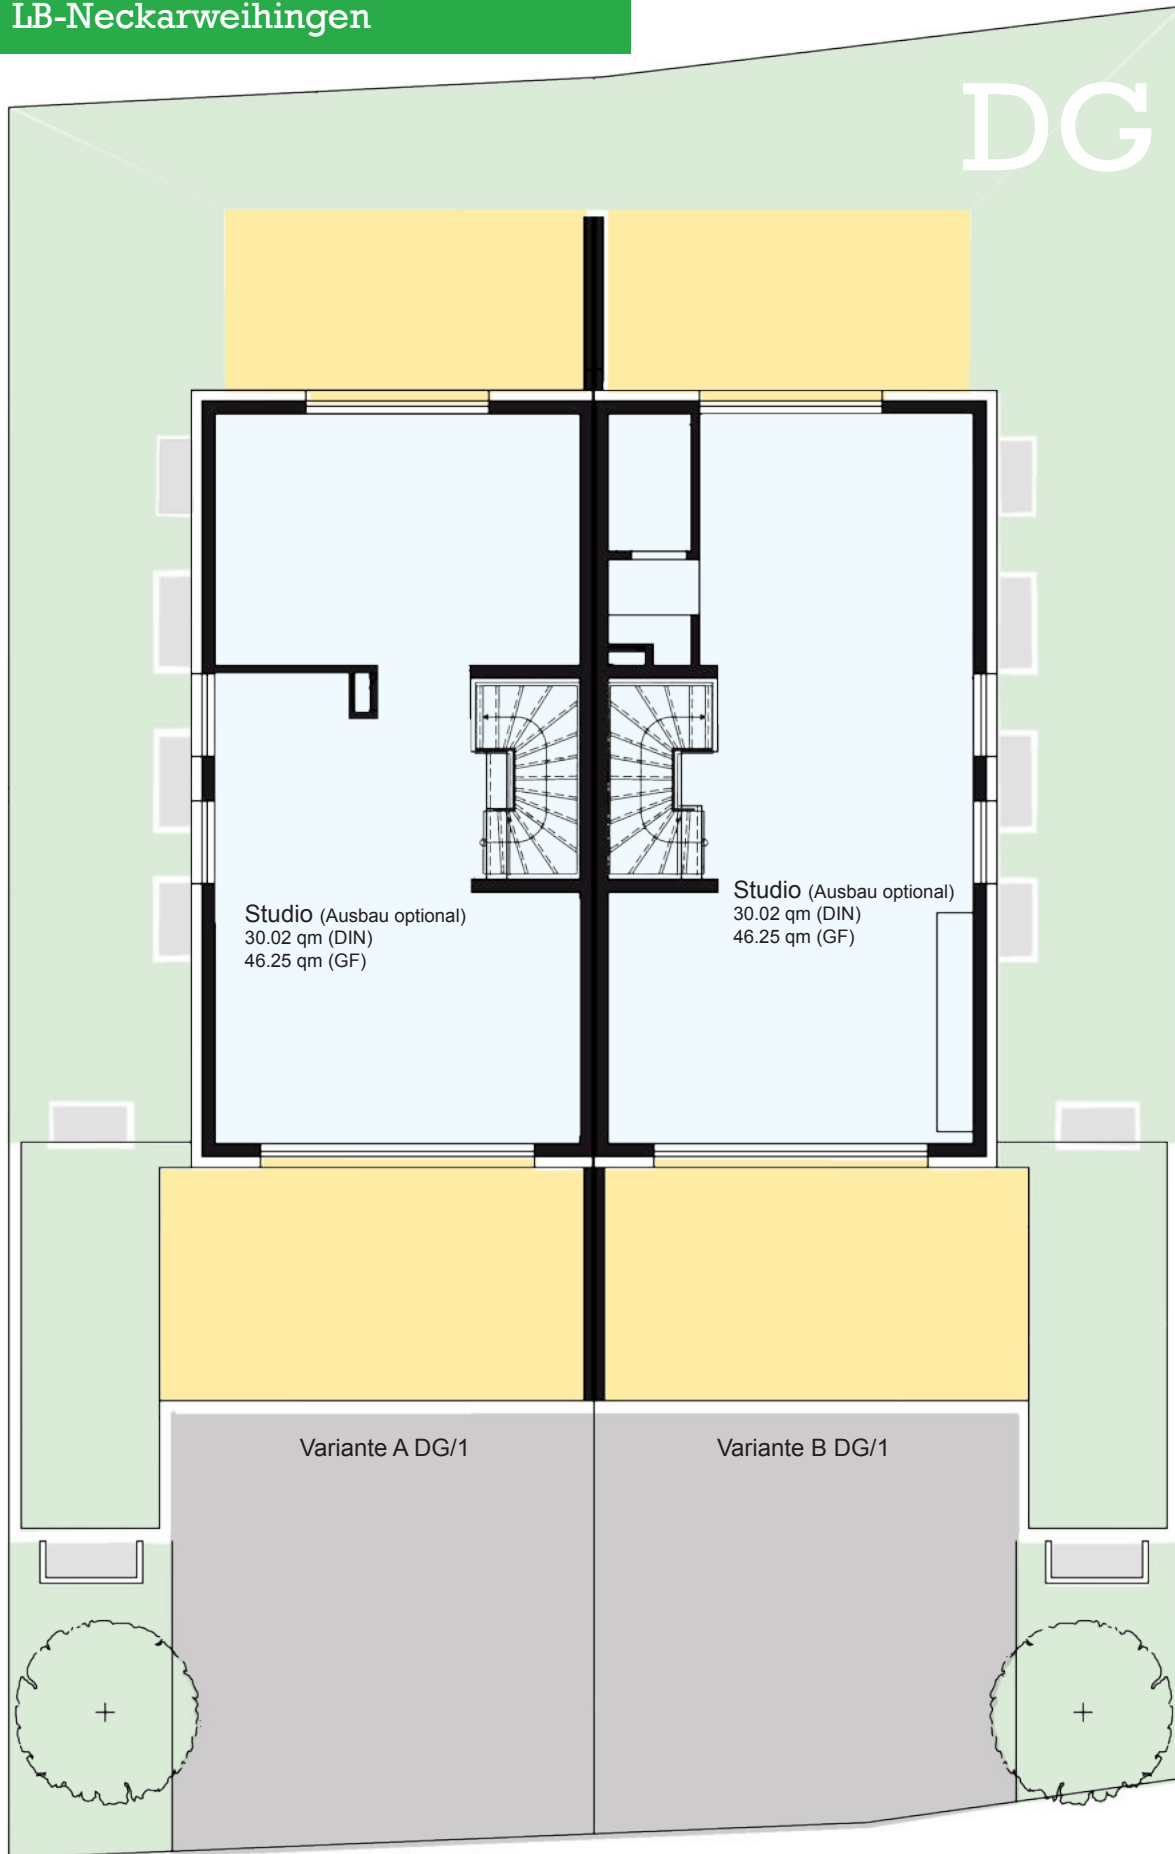 LB-Neckarweihingen
DG
Studio (Ausbau optional)
30.02 qm (DIN)
46.25 qm (GF)
Studio (Ausbau optional)
30.02 qm (DIN)
46.25 qm (GF)
Variante A DG/1
Variante B DG/1